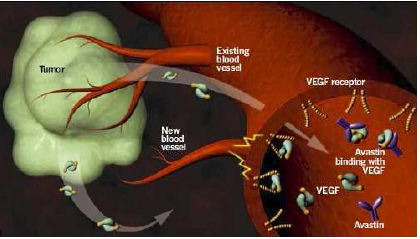 Existing
blood
vessel
Tumor
VEGF receptor
New
blood
vessel
Avastin
binding with
VEGF
VEGF
Avastin